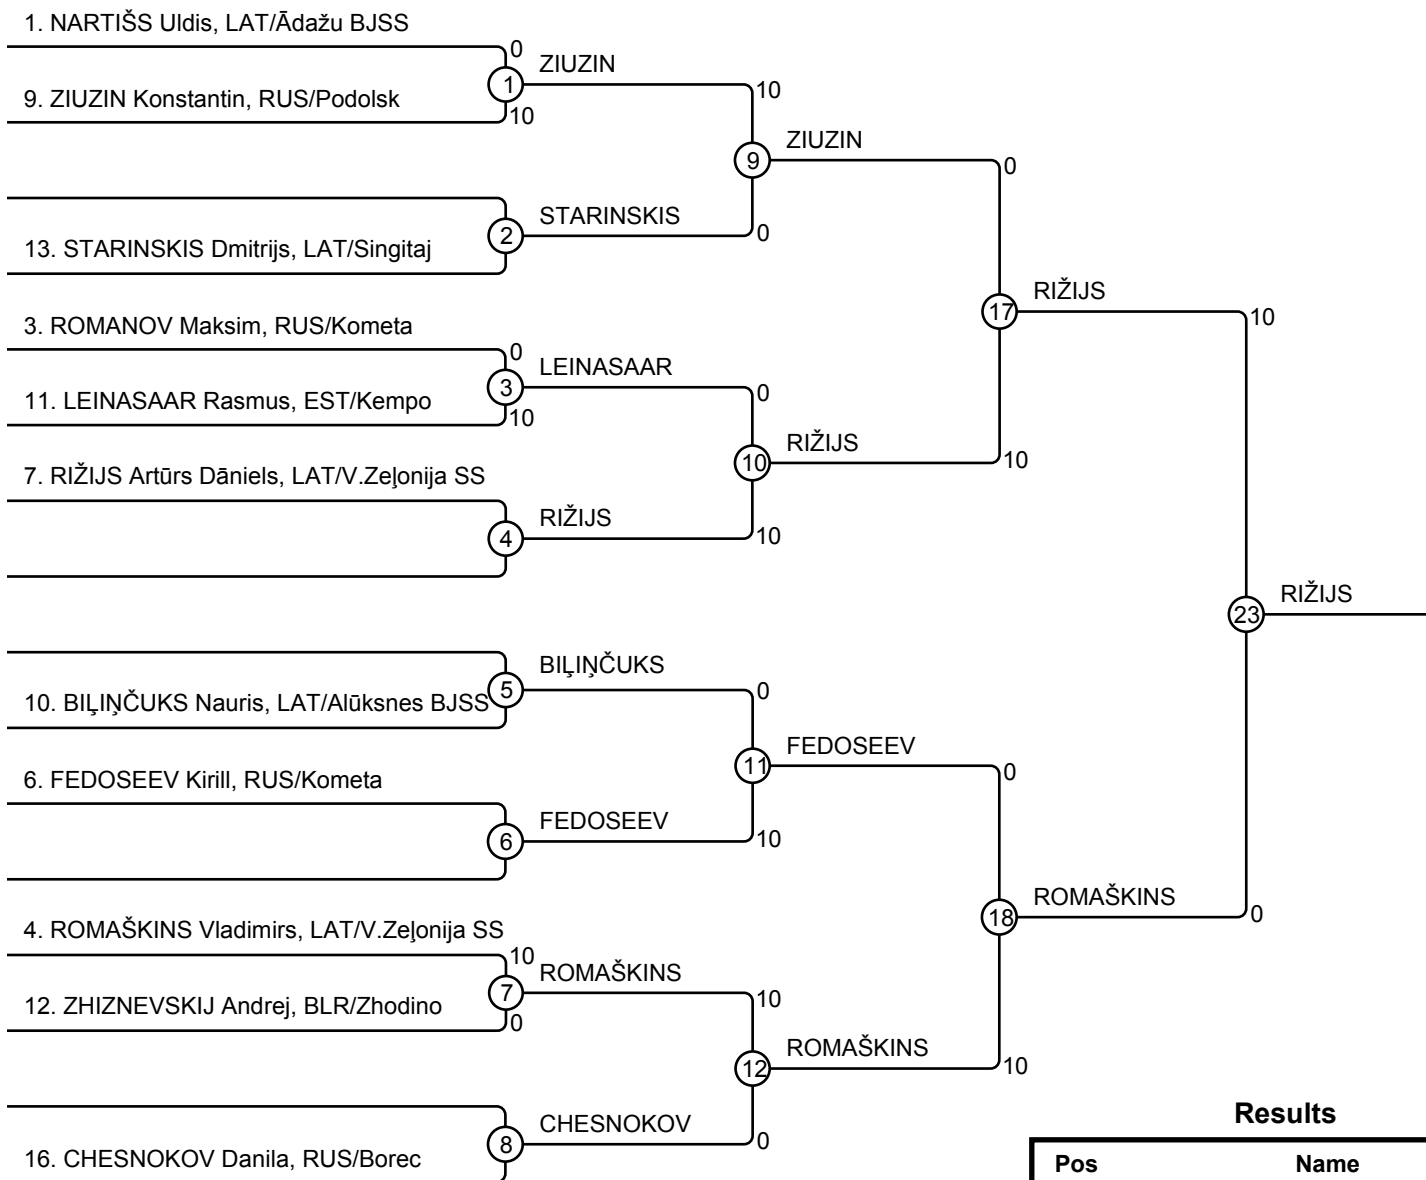 1. NARTIŠS Uldis, LAT/Ādažu BJSS
0
ZIUZIN
1
10
9. ZIUZIN Konstantin, RUS/Podolsk
10
ZIUZIN
9
0
STARINSKIS
2
0
13. STARINSKIS Dmitrijs, LAT/Singitaj
RIŽIJS
17
10
3. ROMANOV Maksim, RUS/Kometa
0
LEINASAAR
3
0
11. LEINASAAR Rasmus, EST/Kempo
10
RIŽIJS
10
10
7. RIŽIJS Artūrs Dāniels, LAT/V.Zeļonija SS
RIŽIJS
4
10
RIŽIJS
23
BIĻIŅČUKS
5
0
10. BIĻIŅČUKS Nauris, LAT/Alūksnes BJSS
FEDOSEEV
11
0
6. FEDOSEEV Kirill, RUS/Kometa
FEDOSEEV
6
10
ROMAŠKINS
18
0
4. ROMAŠKINS Vladimirs, LAT/V.Zeļonija SS
10
ROMAŠKINS
7
10
12. ZHIZNEVSKIJ Andrej, BLR/Zhodino
0
ROMAŠKINS
12
10
CHESNOKOV
8
0
16. CHESNOKOV Danila, RUS/Borec
Results
Pos Name